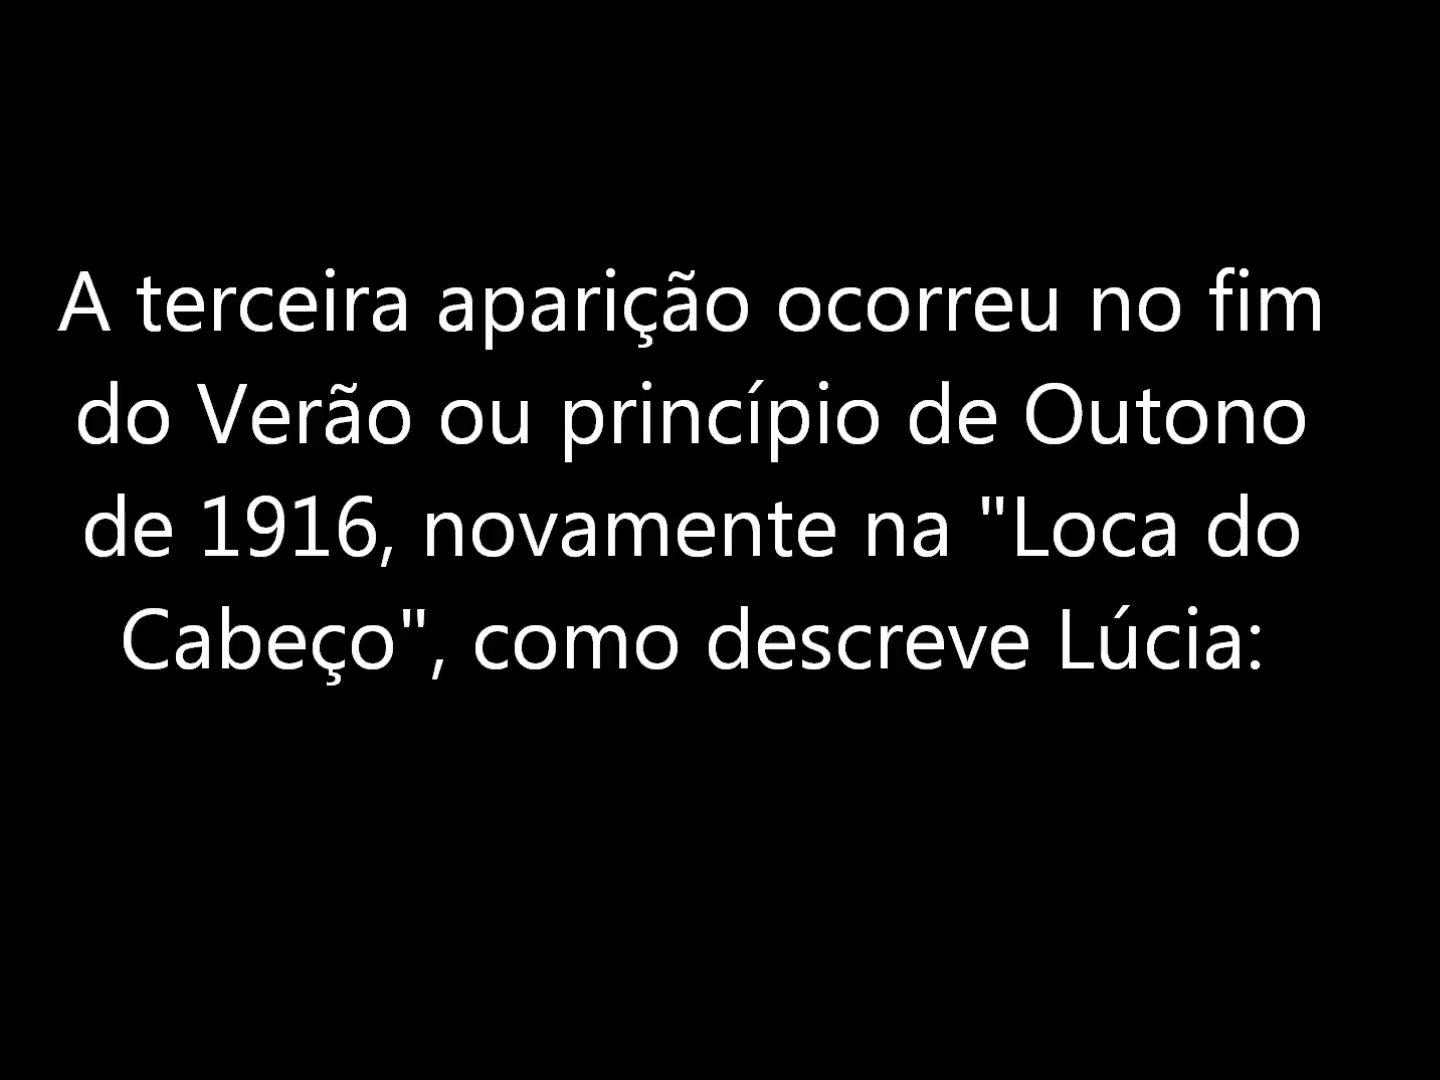 A terceira aparição ocorreu no fim
do Verão ou princípio de Outono
de 1916, novamente na "Loca do
Cabeço", como descreve Lúcia: